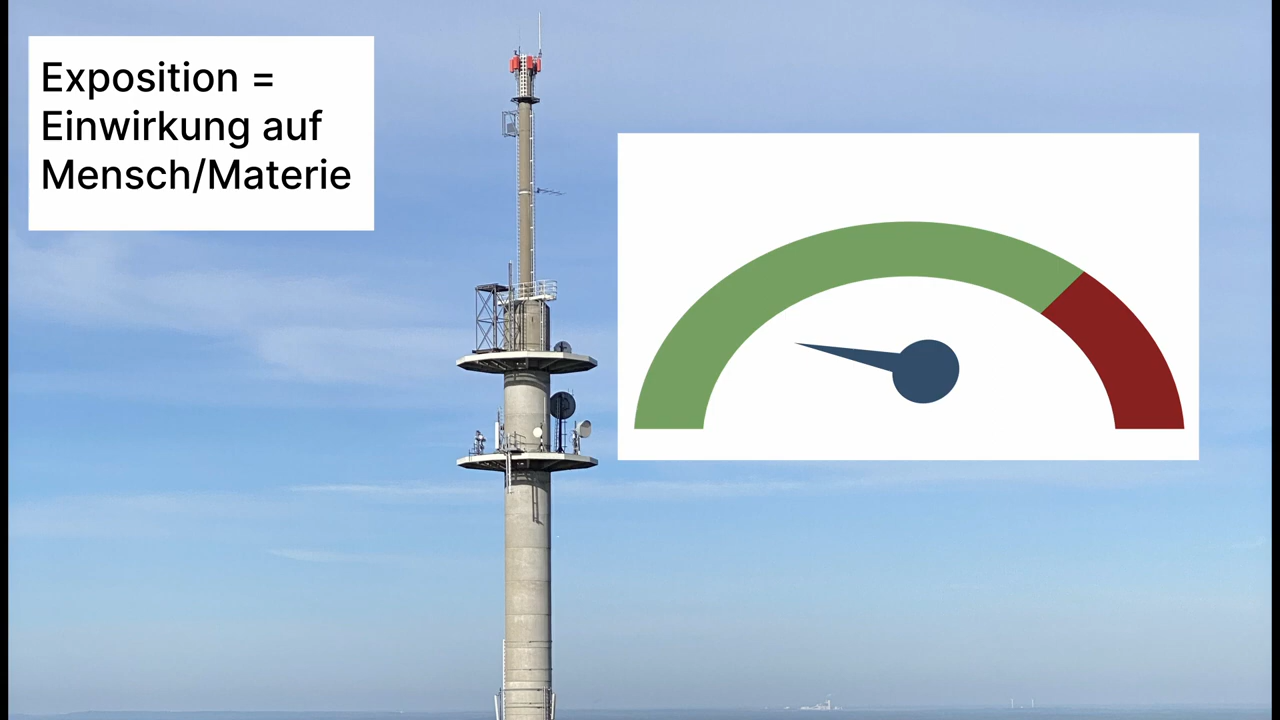 Exposition =
Einwirkung auf
Mensch/Materie